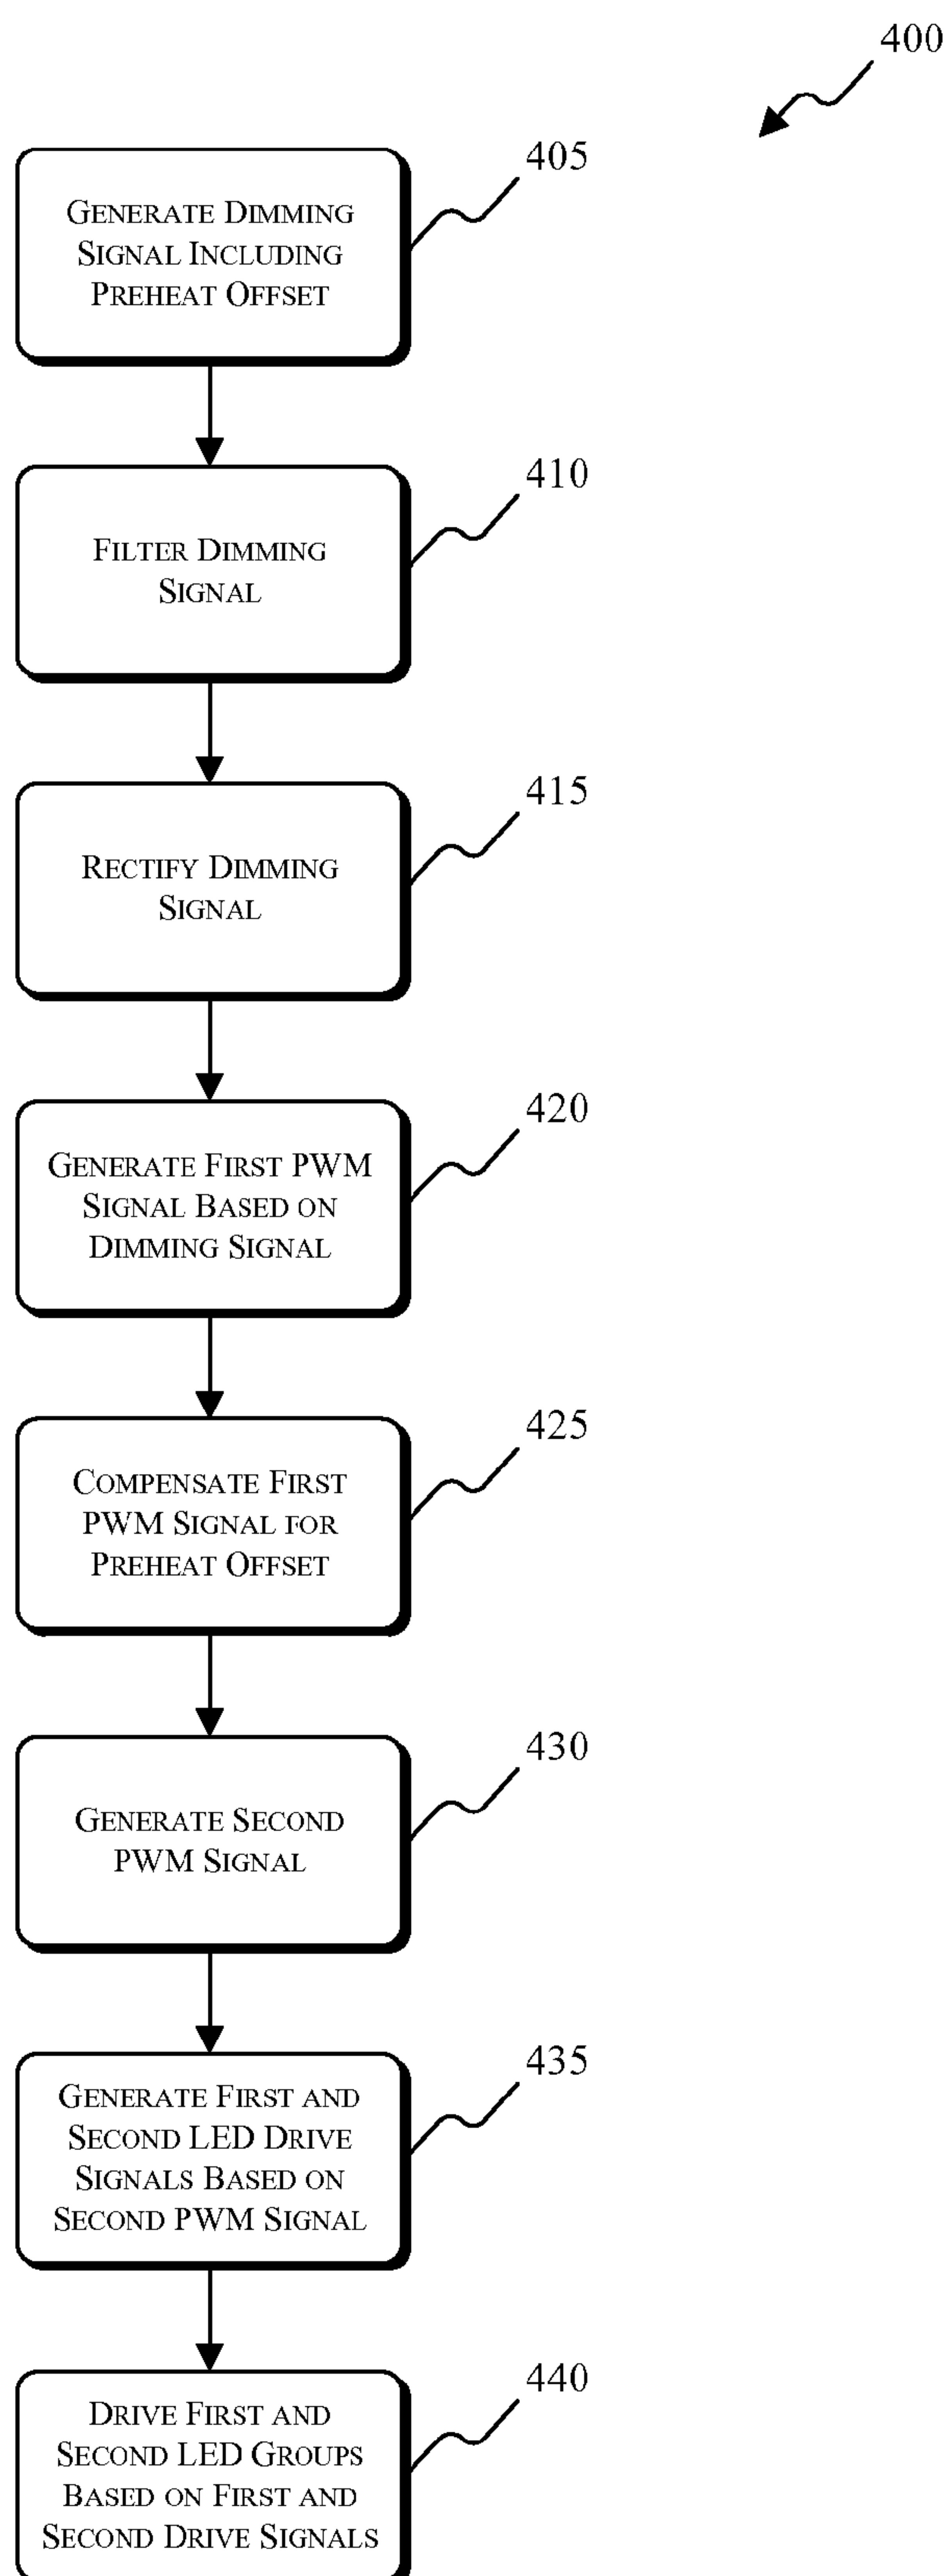 400
405
GENERATE DIMMING
SIGNAL INCLUDING
PREHEAT OFFSET
410
FILTER DIMMING
SIGNAL
415
RECTIFY DIMMING
SIGNAL
420
GENERATE FIRST PWM
SIGNAL BASED ON
DIMMING SIGNAL
425
COMPENSATE FIRST
PWM SIGNAL FOR
PREHEAT OFFSET
430
GENERATE SECOND
PWM SIGNAL
435
GENERATE FIRST AND
SECOND LED DRIVE
SIGNALS BASED ON
SECOND PWM SIGNAL
440
DRIVE FIRST AND
SECOND LED GROUPS
BASED ON FIRST AND
SECOND DRIVE SIGNALS